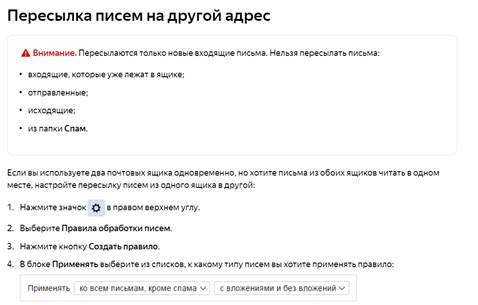 Пересылка писем на другой адрес
Внимание. Пересылаются только новые входящие письма. Нельзя пересылать письма:
• входящие, которые уже лежат в ящике;
• отправленные;
• исходящие;
• из папки Спам.
Если вы используете два почтовых ящика одновременно, но хотите письма из обоих ящиков читать в одном
месте, настройте пересылку писем из одного ящика в другой:
1. Нажмите значок в правом верхнем углу.
2. Выберите Правила обработки писем.
3. Нажмите кнопку Создать правило.
4. В блоке Применять выберите из списков, к какому типу писем вы хотите применять правило:
Применять ко всем письмам, кроме спама с вложениями и без вложений